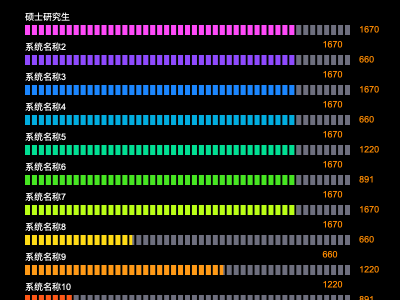 硕士研究生
1670
系统名称2 1670
660
系统名称3 1670
1670
系统名称4 1670
660
系统名称5 1670
1220
系统名称6 1670
891
系统名称7 1670
1670
系统名称8 1670
660
系统名称9 660
1220
系统名称10 1220
891